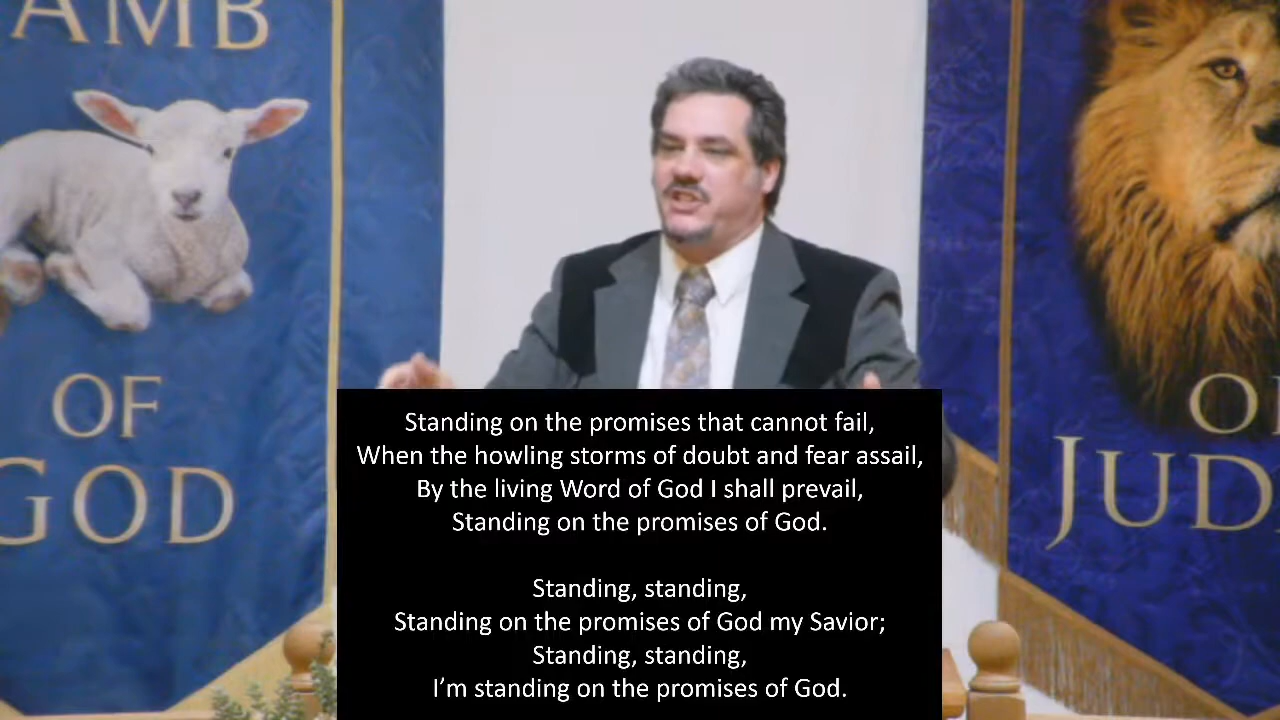 AMB
OF
GOD
Standing on the promises that cannot fail,
When the howling storms of doubt and fear assail,
By the living Word of God I shall prevail,
Standing on the promises of God.
Standing, standing,
Standing on the promises of God my Savior;
Standing, standing,
I’m standing on the promises of God.
OF
JUD